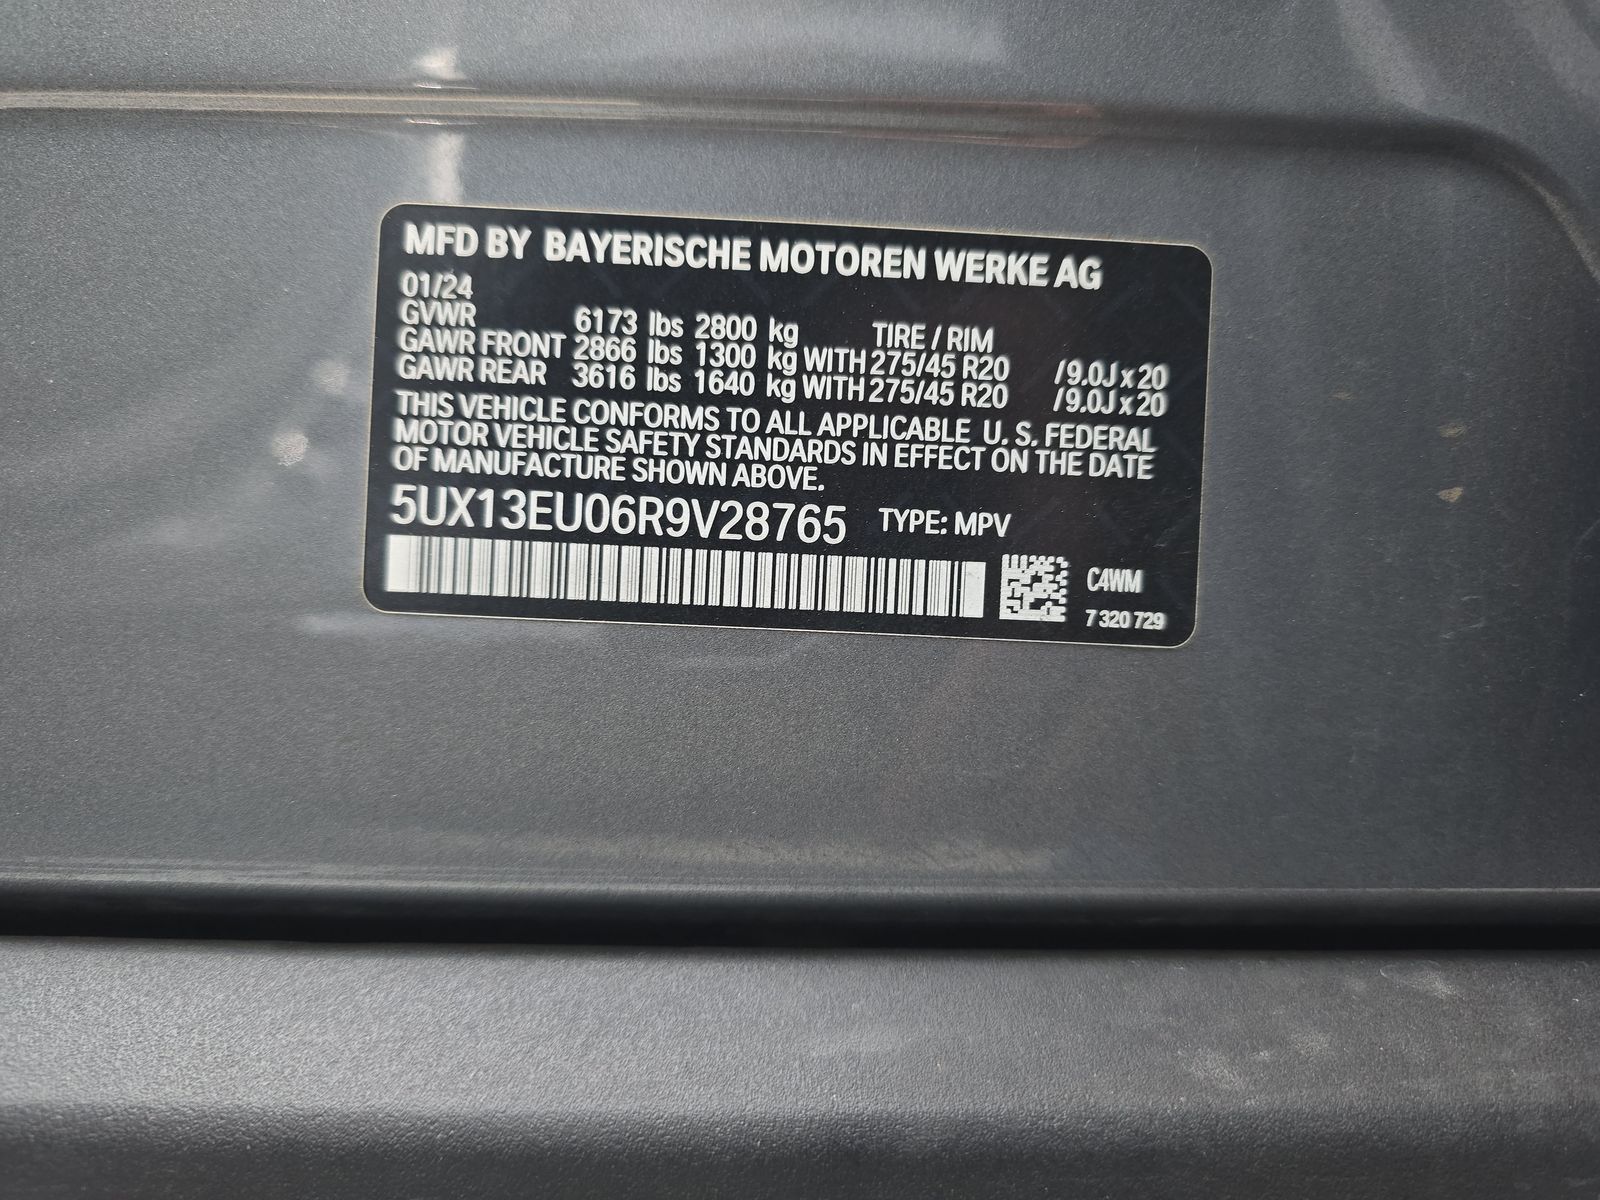 MFD BY BAYERISCHE MOTOREN WERKE AG
01/24
GVWR 6173 lbs 2800 kg TIRE / RIM
GAWR FRONT 2866 lbs 1300 kg WITH 275/45 R20 /9.0J x 20
GAWR REAR 3616 lbs 1640 kg WITH 275/45 R20 /9.0J x 20
THIS VEHICLE CONFORMS TO ALL APPLICABLE U. S. FEDERAL
MOTOR VEHICLE SAFETY STANDARDS IN EFFECT ON THE DATE
OF MANUFACTURE SHOWN ABOVE.
5UX13EU06R9V28765 TYPE: MPV
C4WM
7 320 729